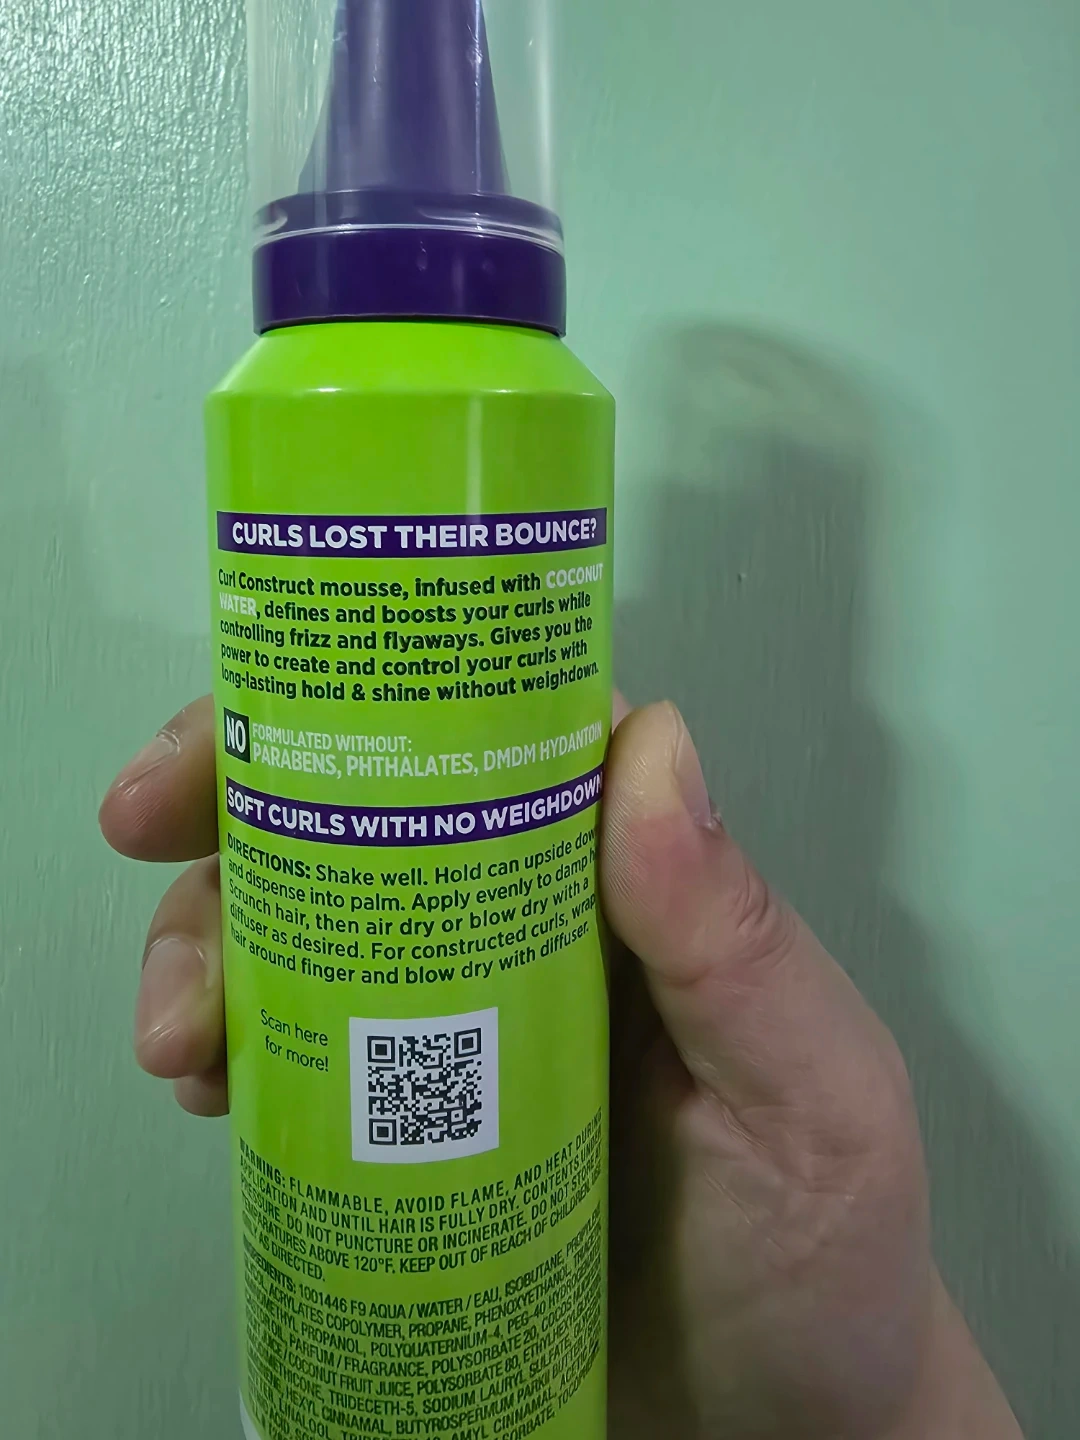 CURLS LOST THEIR BOUNCE?
Curl Construct mousse, infused with COCONUT
WATER, defines and boosts your curls while
controlling frizz and flyaways. Gives you the
power to create and control your curls with
long-lasting hold & shine without weighdown.
NO FORMULATED WITHOUT:
PARABENS, PHTHALATES, DMDM HYDANTOIN
SOFT CURLS WITH NO WEIGHDOWN
DIRECTIONS: Shake well. Hold can upside dow
and dispense into palm. Apply evenly to damp h
Scrunch hair, then air dry or blow dry with a
diffuser as desired. For constructed curls, wrap
hair around finger and blow dry with diffuser.
Scan here
for more!
WARNING: FLAMMABLE, AVOID FLAME, AND HEAT DURING
APPLICATION AND UNTIL HAIR IS FULLY DRY. CONTENTS UNDER
PRESSURE. DO NOT PUNCTURE OR INCINERATE. DO NOT STORE AT
TEMPERATURES ABOVE 120°F. KEEP OUT OF REACH OF CHILDREN. USE
ONLY AS DIRECTED.
INGREDIENTS: 1001446 F9 AQUA / WATER / EAU, ISOBUTANE,
ACRYLATES COPOLYMER, PROPANE, PHENOXYETHANOL,
PROPANOL, POLYQUATERNIUM-4, PEG-40
OIL, PARFUM / FRAGRANCE, POLYSORBATE 20, COCOS
JUICE / COCONUT FRUIT JUICE, POLYSORBATE 80,
TRIDECETH-5, SODIUM LAURYL SULFATE,
HEXYL CINNAMAL, BUTYROSPERMUM PARKII BUTTER
LINALOOL, AMYL CINNAMAL,
ACID,